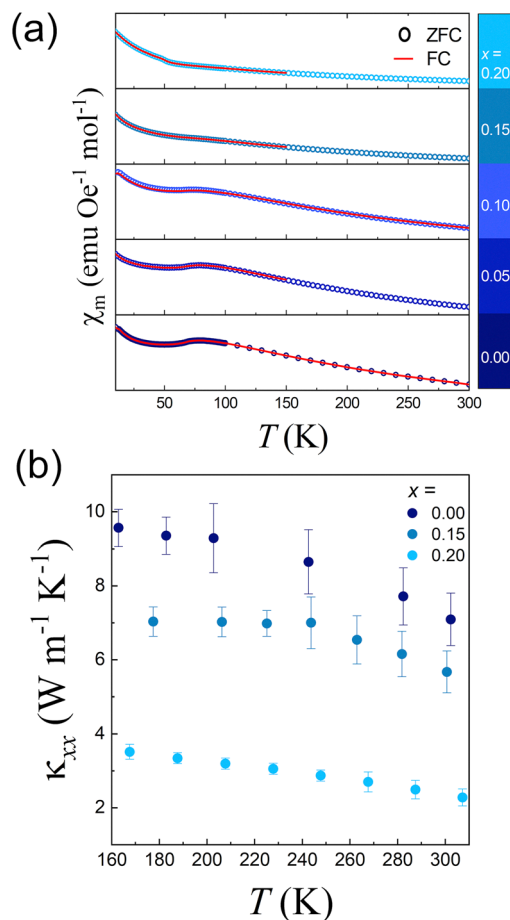 (a)
ZFC
FC
x =
0.20
0.15
0.10
0.05
0.00
χm (emu Oe⁻¹ mol⁻¹)
50 100 150 200 250 300
T (K)
(b)
x =
0.00
0.15
0.20
10
8
6
4
2
κxx (W m⁻¹ K⁻¹)
160 180 200 220 240 260 280 300
T (K)